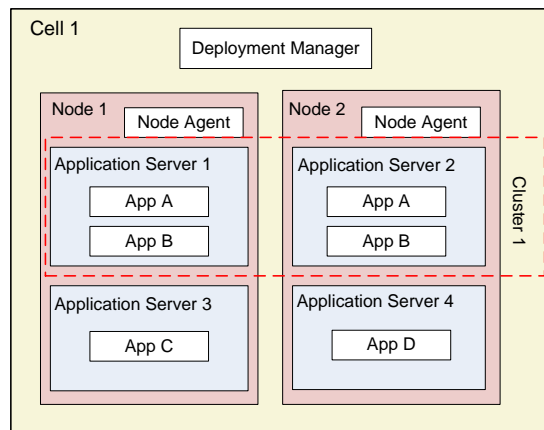 Cell 1
Deployment Manager
Node 1
Node Agent
Application Server 1
App A
App B
Application Server 3
App C
Node 2
Node Agent
Application Server 2
App A
App B
Application Server 4
App D
Cluster 1